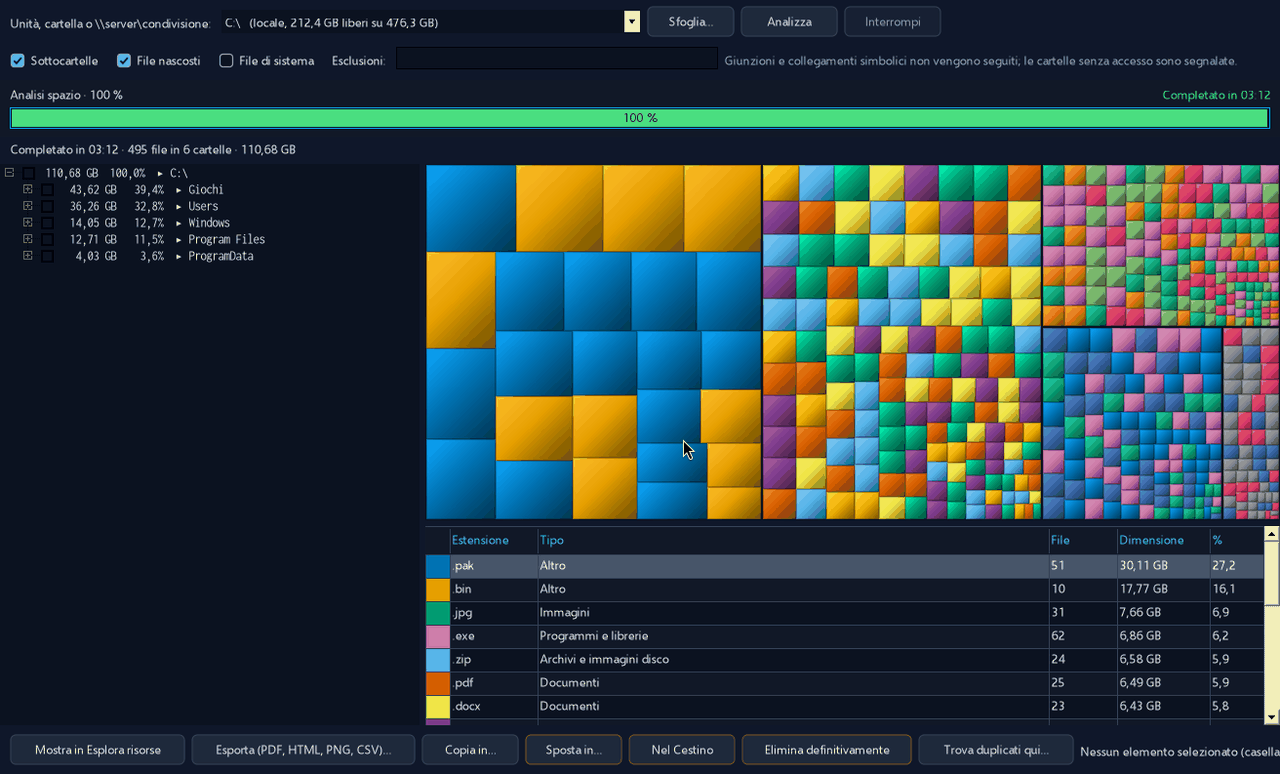 Unità, cartella o \\server\condivisione: C:\ (locale, 212,4 GB liberi su 476,3 GB) Sfoglia... Analizza Interrompi
Sottocartelle File nascosti File di sistema Esclusioni: Giunzioni e collegamenti simbolici non vengono seguiti; le cartelle senza accesso sono segnalate.
Analisi spazio · 100 % Completato in 03:12
100 %
Completato in 03:12 · 495 file in 6 cartelle · 110,68 GB
110,68 GB 100,0% ▸ C:\
43,62 GB 39,4% ▸ Giochi
36,26 GB 32,8% ▸ Users
14,05 GB 12,7% ▸ Windows
12,71 GB 11,5% ▸ Program Files
4,03 GB 3,6% ▸ ProgramData
Estensione Tipo File Dimensione %
.pak Altro 51 30,11 GB 27,2
.bin Altro 10 17,77 GB 16,1
.jpg Immagini 31 7,66 GB 6,9
.exe Programmi e librerie 62 6,86 GB 6,2
.zip Archivi e immagini disco 24 6,58 GB 5,9
.pdf Documenti 25 6,49 GB 5,9
.docx Documenti 23 6,43 GB 5,8
Mostra in Esplora risorse Esporta (PDF, HTML, PNG, CSV)... Copia in... Sposta in... Nel Cestino Elimina definitivamente Trova duplicati qui... Nessun elemento selezionato (casella